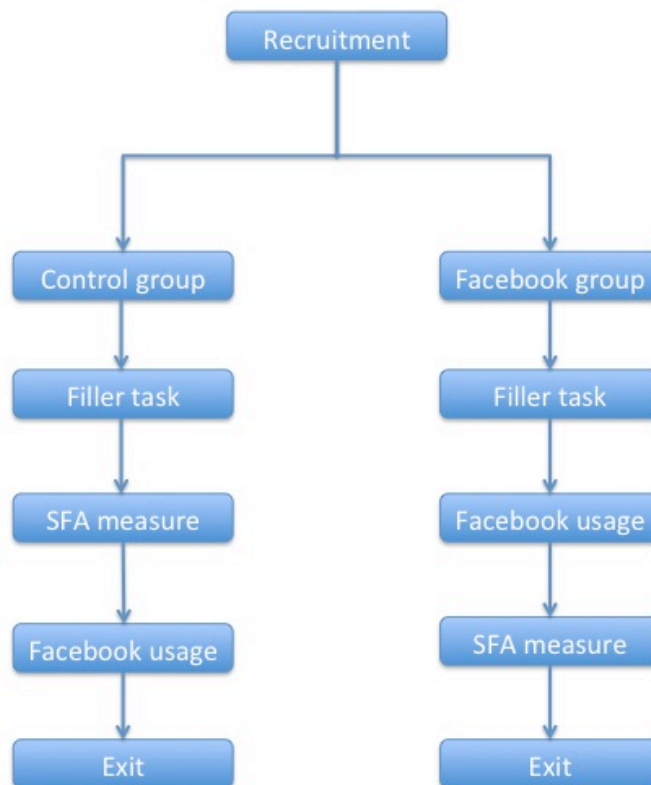 Recruitment
Control group
Facebook group
Filler task
Filler task
SFA measure
Facebook usage
Facebook usage
SFA measure
Exit
Exit